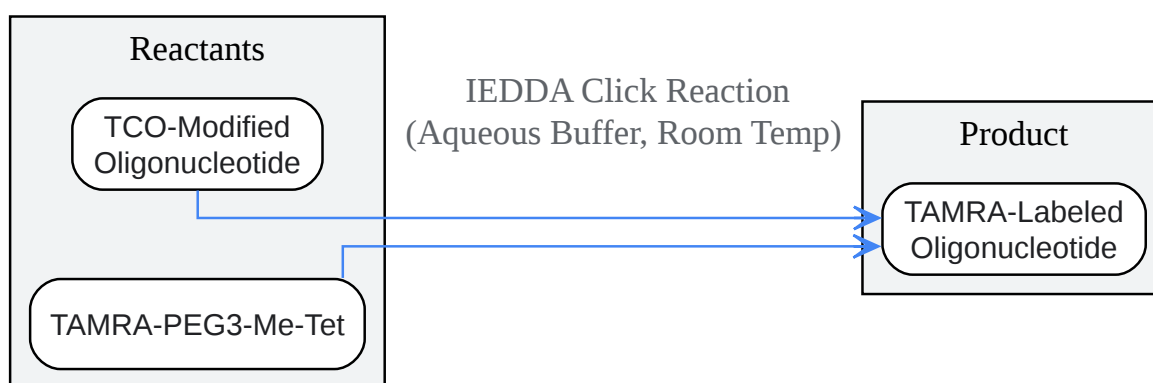 Reactants
TCO-Modified
Oligonucleotide
TAMRA-PEG3-Me-Tet
IEDDA Click Reaction
(Aqueous Buffer, Room Temp)
Product
TAMRA-Labeled
Oligonucleotide